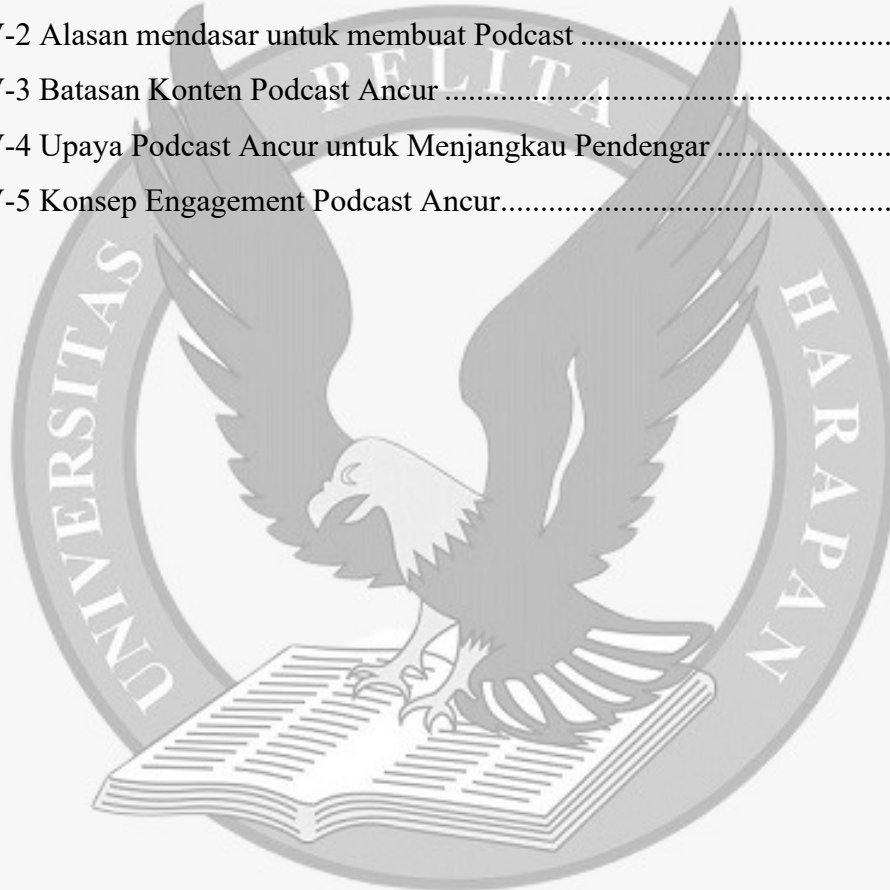 V-2 Alasan mendasar untuk membuat Podcast ........................................
V-3 Batasan Konten Podcast Ancur .........................................................
V-4 Upaya Podcast Ancur untuk Menjangkau Pendengar ......................
V-5 Konsep Engagement Podcast Ancur..................................................
UNIVERSITAS PELITA HARAPAN